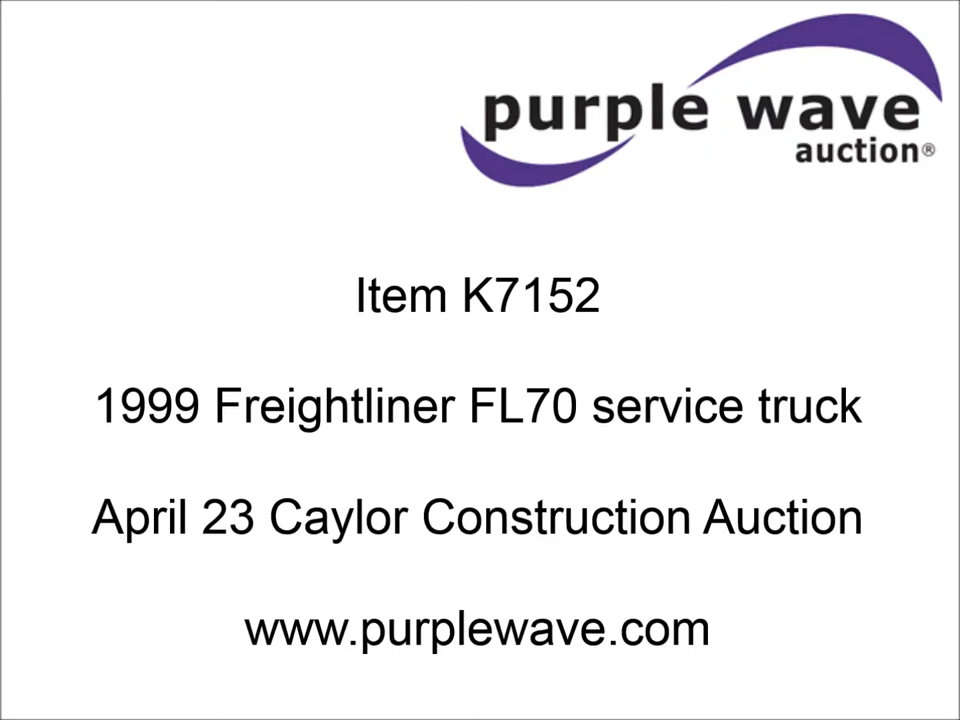 purple wave
auction®
Item K7152
1999 Freightliner FL70 service truck
April 23 Caylor Construction Auction
www.purplewave.com